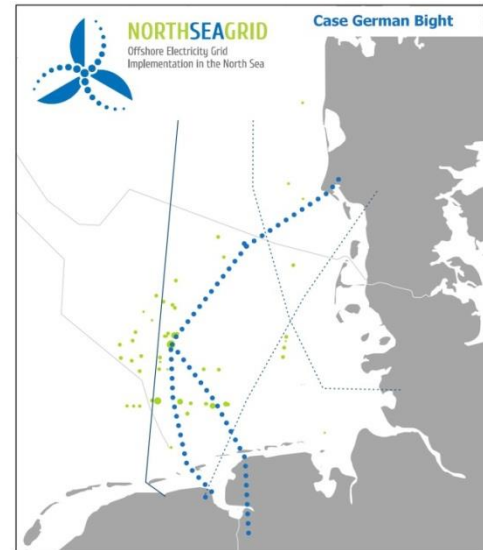 Case German Bight
NORTHSEAGRID
Offshore Electricity Grid
Implementation in the North Sea